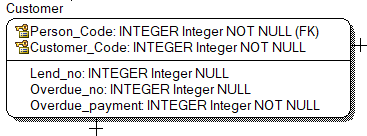 Customer
Person_Code: INTEGER Integer NOT NULL (FK)
Customer_Code: INTEGER Integer NOT NULL
Lend_no: INTEGER Integer NULL
Overdue_no: INTEGER Integer NULL
Overdue_payment: INTEGER Integer NOT NULL